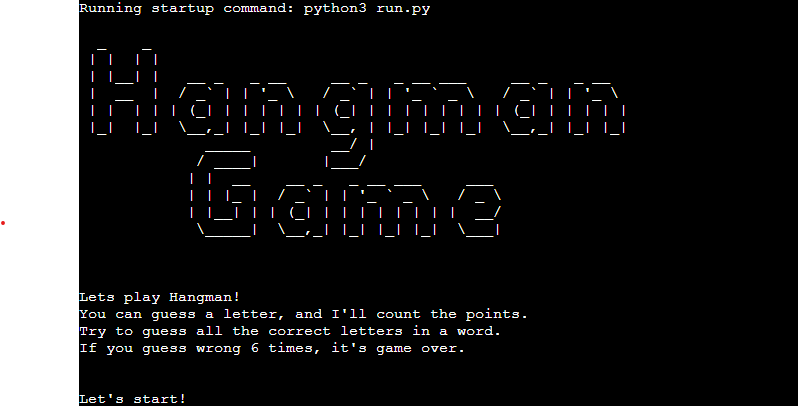 Running startup command: python3 run.py
Hangman
Game
Lets play Hangman!
You can guess a letter, and I'll count the points.
Try to guess all the correct letters in a word.
If you guess wrong 6 times, it's game over.
Let's start!